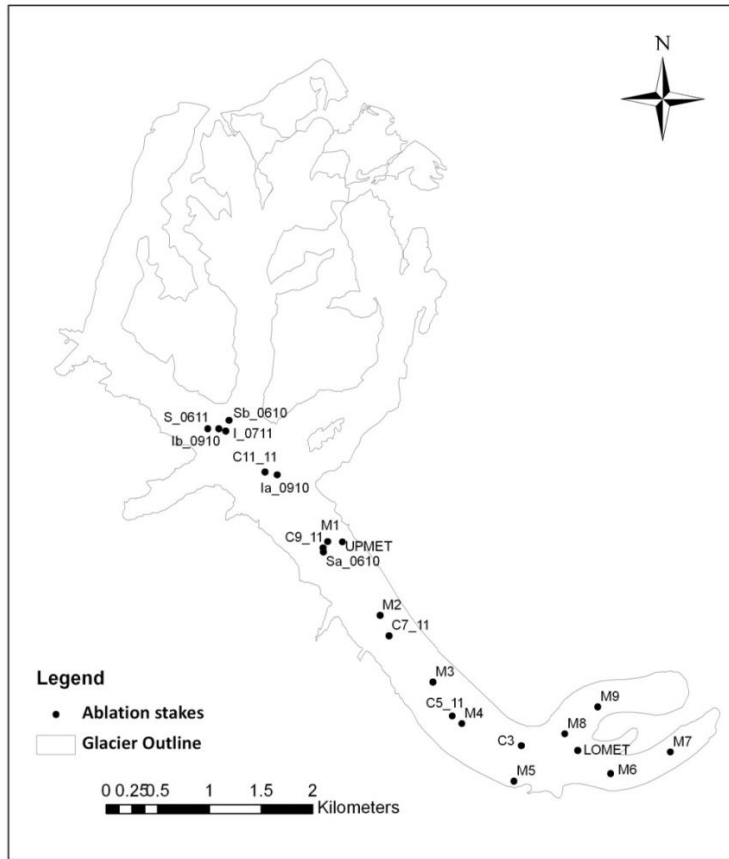 N
S_0611
Sb_0610
Ib_0910
I_0711
C11_11
Ia_0910
M1
C9_11
UPMET
Sa_0610
M2
C7_11
M3
C5_11
M4
M9
M8
C3
LOMET
M7
M5
M6
Legend
Ablation stakes
Glacier Outline
0 0.25 0.5 1 1.5 2
Kilometers